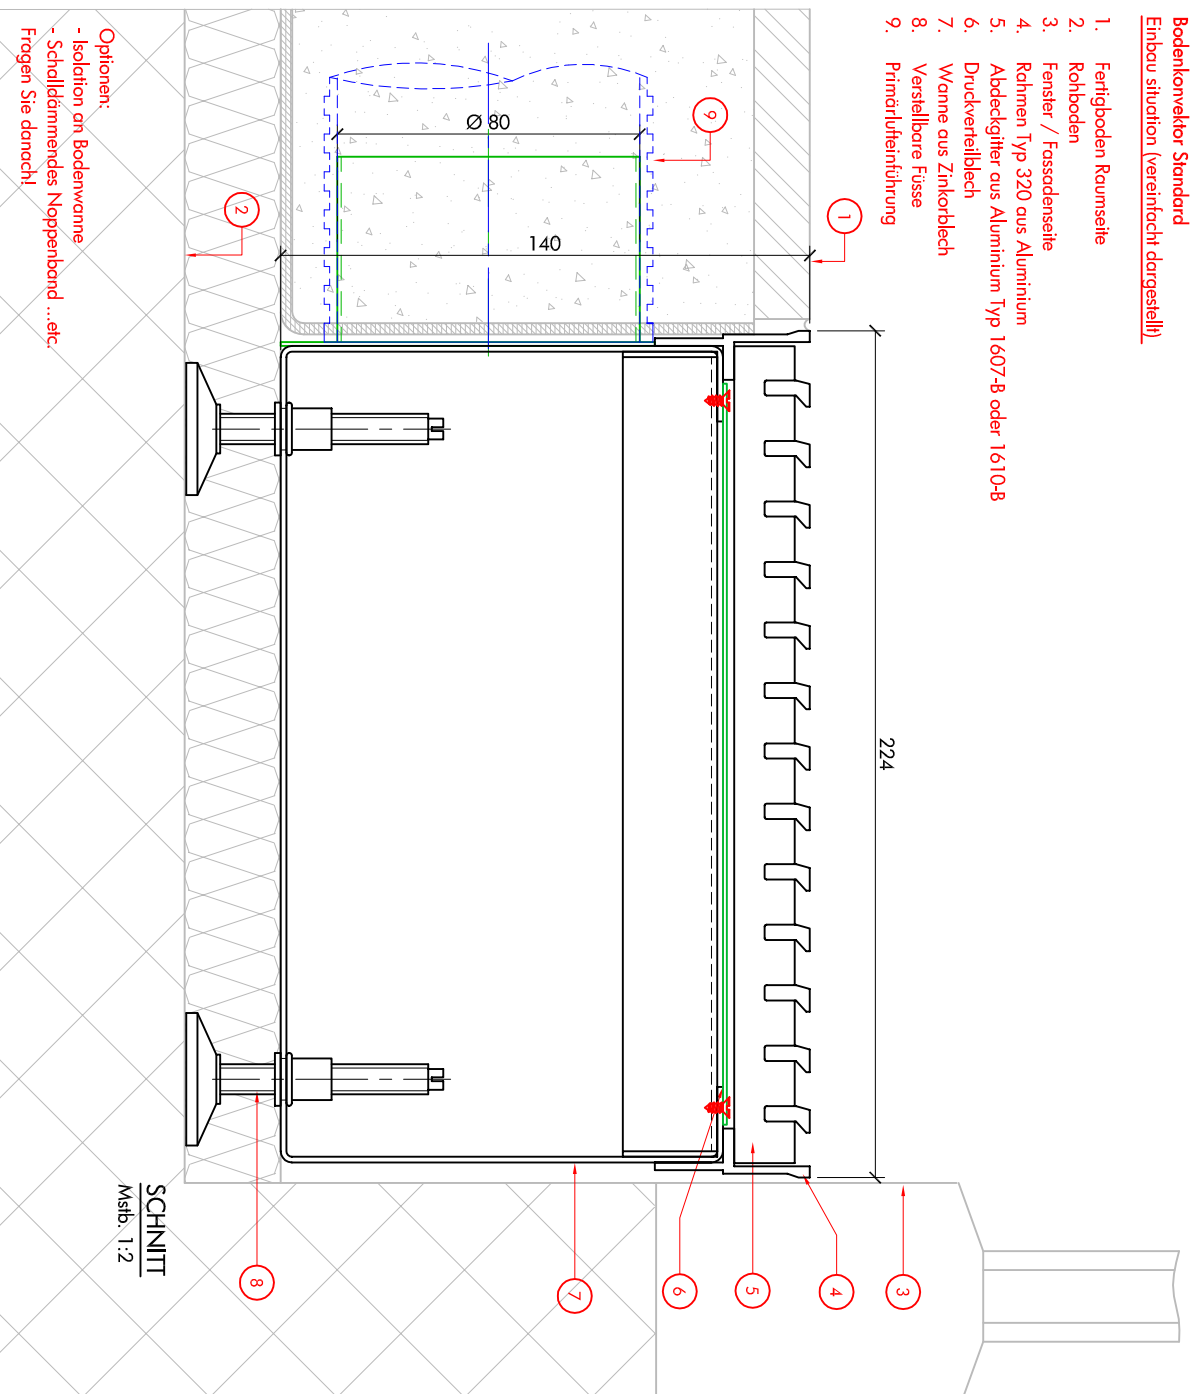 Bodenkonvektor Standard
Einbau situation (vereinfacht dargestellt)
1. Fertigboden Raumseite
2. Rohboden
3. Fenster / Fassadenseite
4. Rahmen Typ 320 aus Aluminium
5. Abdeckgitter aus Aluminium Typ 1607-B oder 1610-B
6. Druckverteilblech
7. Wanne aus Zinkorblech
8. Verstellbare Füsse
9. Primärlufteinführung
224
1
9
Ø 80
140
2
3
4
5
6
7
8
Optionen:
- Isolation an Bodenwanne
- Schalldämmendes Noppenband ...etc.
Fragen Sie danach!
SCHNITT
Mstb. 1:2